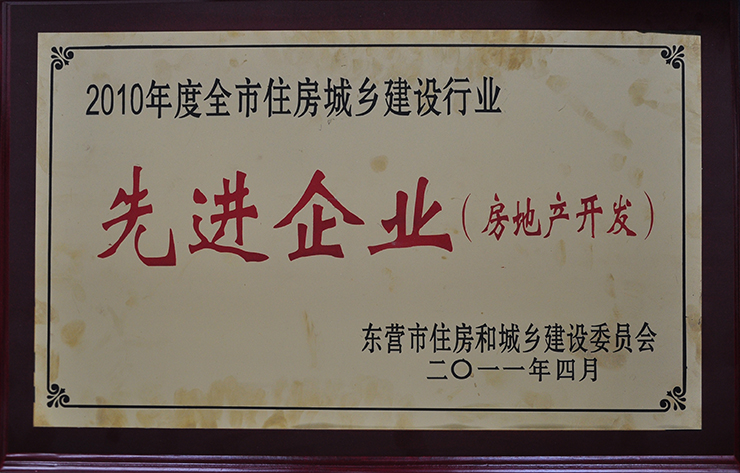 2010年度全市住房城乡建设行业
先进企业(房地产开发)
东营市住房和城乡建设委员会
二〇一一年四月